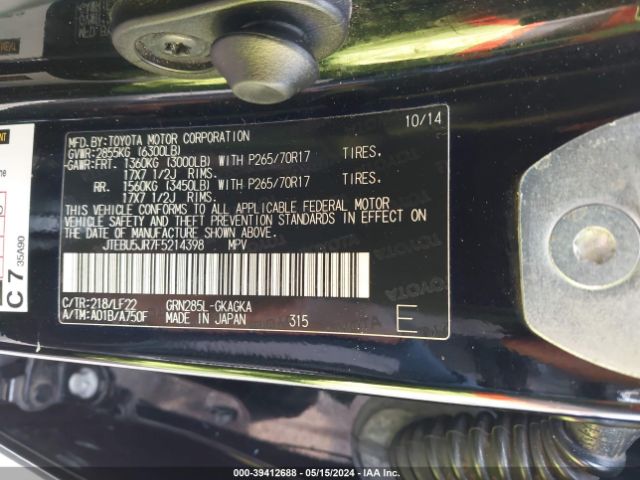 10/14
MFD.BY:TOYOTA MOTOR CORPORATION
GVWR:2855KG (6300LB)
GAWR:FRT. 1360KG (3000LB) WITH P265/70R17 TIRES.
17X7 1/2J RIMS.
RR. 1560KG (3450LB) WITH P265/70R17 TIRES.
17X7 1/2J RIMS.
THIS VEHICLE CONFORMS TO ALL APPLICABLE FEDERAL MOTOR
VEHICLE SAFETY AND THEFT PREVENTION STANDARDS IN EFFECT ON
THE DATE OF MANUFACTURE SHOWN ABOVE.
JTEBU5JR7F5214398 MPV
C/TR:218/LF22 GRN285L-GKAGKA
A/TM:A01B/A750F MADE IN JAPAN 315 E
C 7 35A90
000-39412688 - 05/15/2024 - IAA Inc.